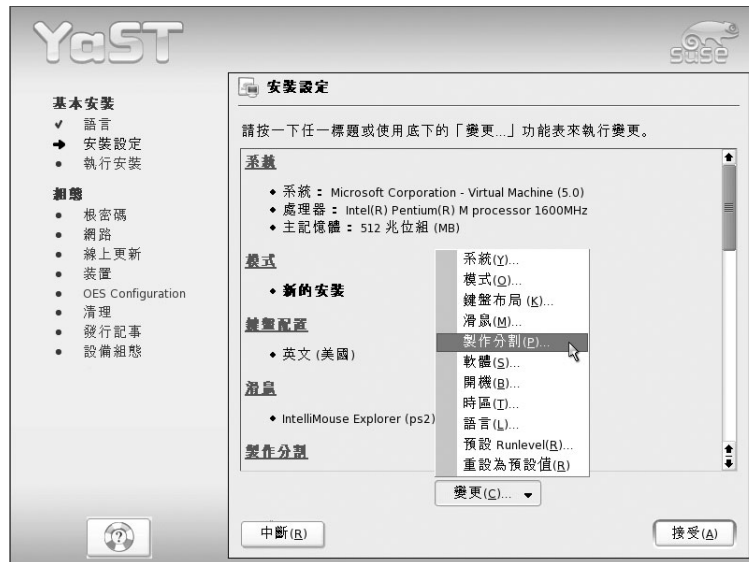 YaST
SuSE
基本安裝
語言
安裝設定
執行安裝
組態
根密碼
網路
線上更新
裝置
OES Configuration
清理
發行記事
設備組態
安裝設定
請按一下任一標題或使用底下的「變更...」功能表來執行變更。
系統
系統： Microsoft Corporation - Virtual Machine (5.0)
處理器： Intel(R) Pentium(R) M processor 1600MHz
主記憶體： 512 兆位組 (MB)
模式
新的安裝
鍵盤配置
英文 (美國)
滑鼠
IntelliMouse Explorer (ps2)
製作分割
系統(Y)...
模式(O)...
鍵盤布局 (K)...
滑鼠(M)...
製作分割(P)...
軟體(S)...
開機(B)...
時區(T)...
語言(L)...
預設 Runlevel(R)...
重設為預設值(R)
變更(C)...
中斷(R)
接受(A)